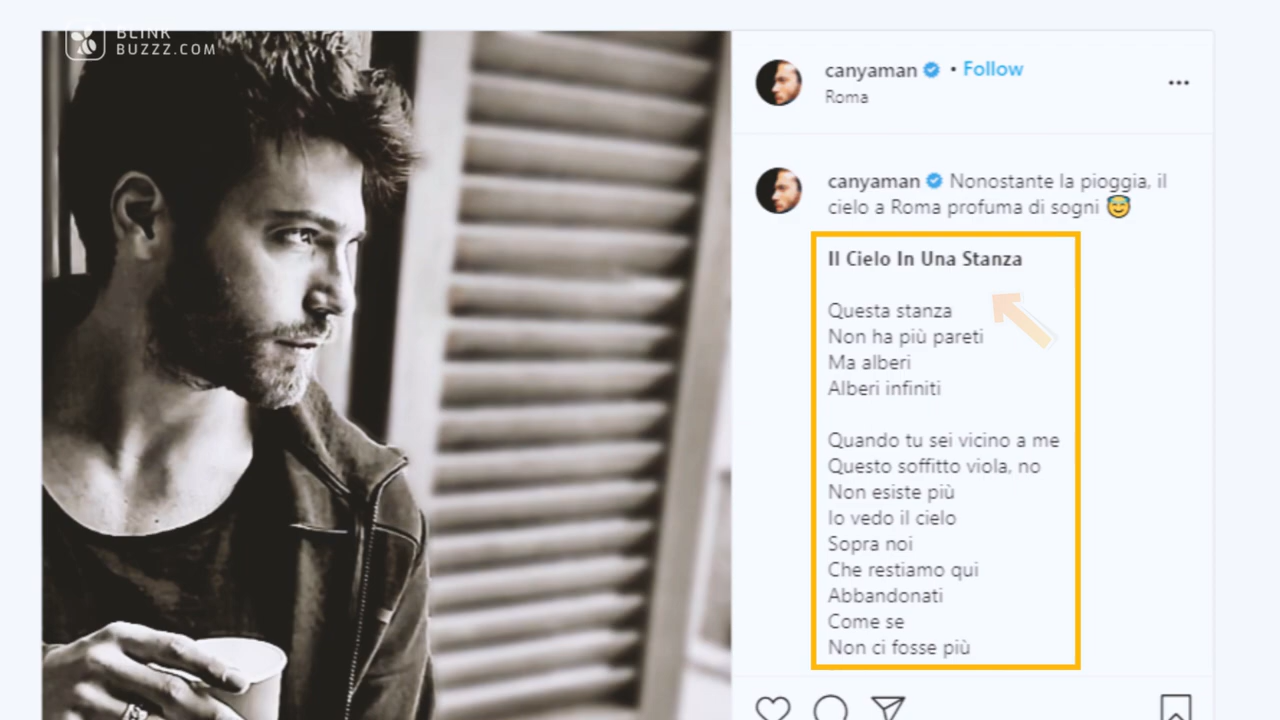 BLINK
BUZZZ.COM
canyaman • Follow
Roma
canyaman Nonostante la pioggia, il
cielo a Roma profuma di sogni 😇
Il Cielo In Una Stanza
Questa stanza
Non ha più pareti
Ma alberi
Alberi infiniti
Quando tu sei vicino a me
Questo soffitto viola, no
Non esiste più
Io vedo il cielo
Sopra noi
Che restiamo qui
Abbandonati
Come se
Non ci fosse più